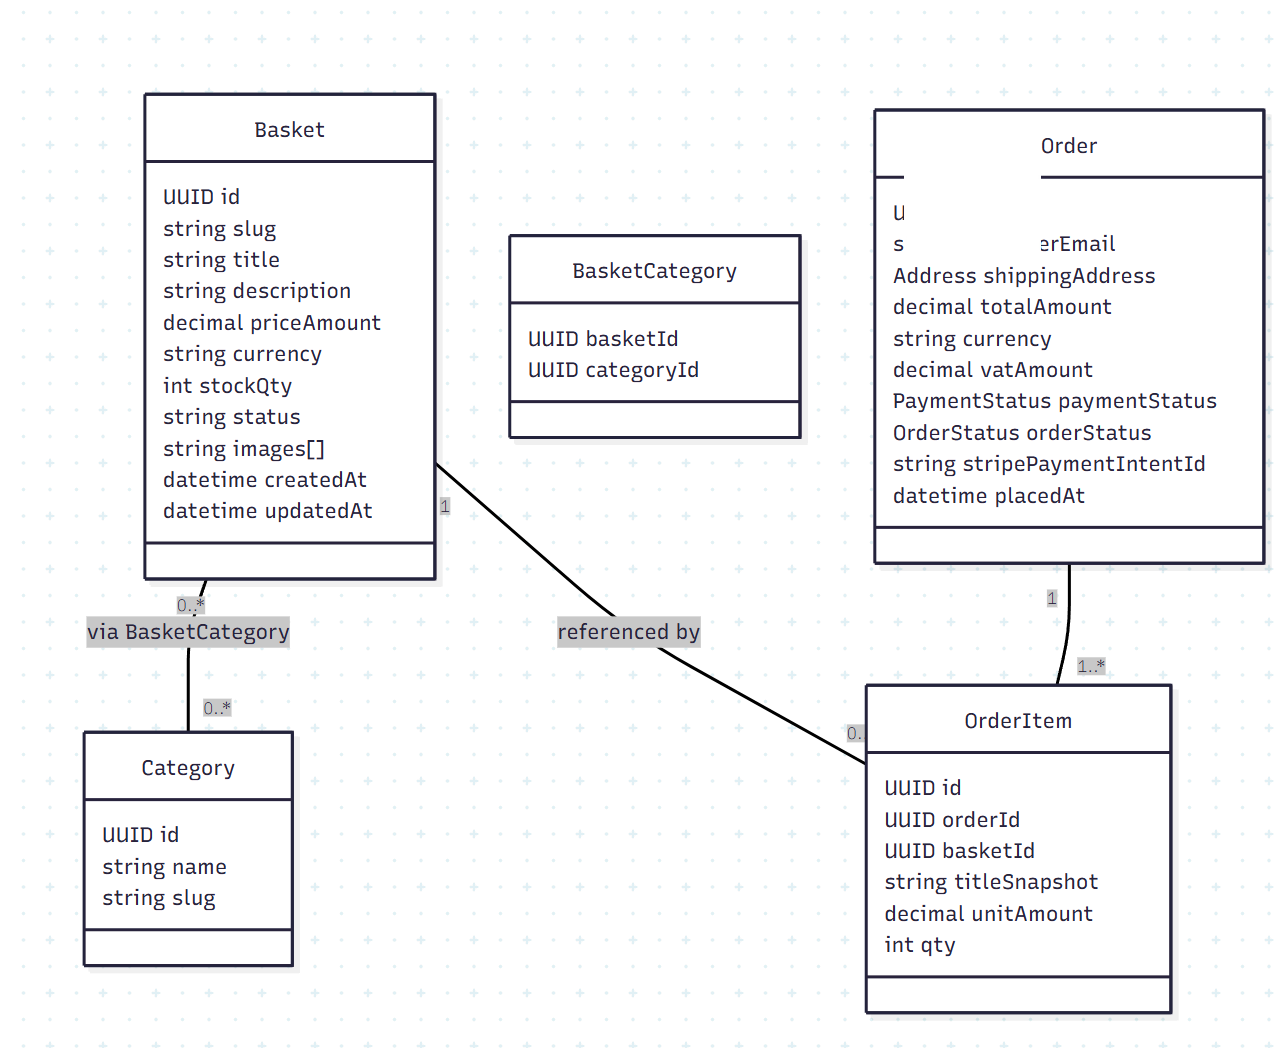 Basket
UUID id
string slug
string title
string description
decimal priceAmount
string currency
int stockQty
string status
string images[]
datetime createdAt
datetime updatedAt
BasketCategory
UUID basketId
UUID categoryId
Order
Address shippingAddress
decimal totalAmount
string currency
decimal vatAmount
PaymentStatus paymentStatus
OrderStatus orderStatus
string stripePaymentIntentId
datetime placedAt
1
0..*
via BasketCategory
0..*
referenced by
1
1..*
Category
UUID id
string name
string slug
OrderItem
UUID id
UUID orderId
UUID basketId
string titleSnapshot
decimal unitAmount
int qty